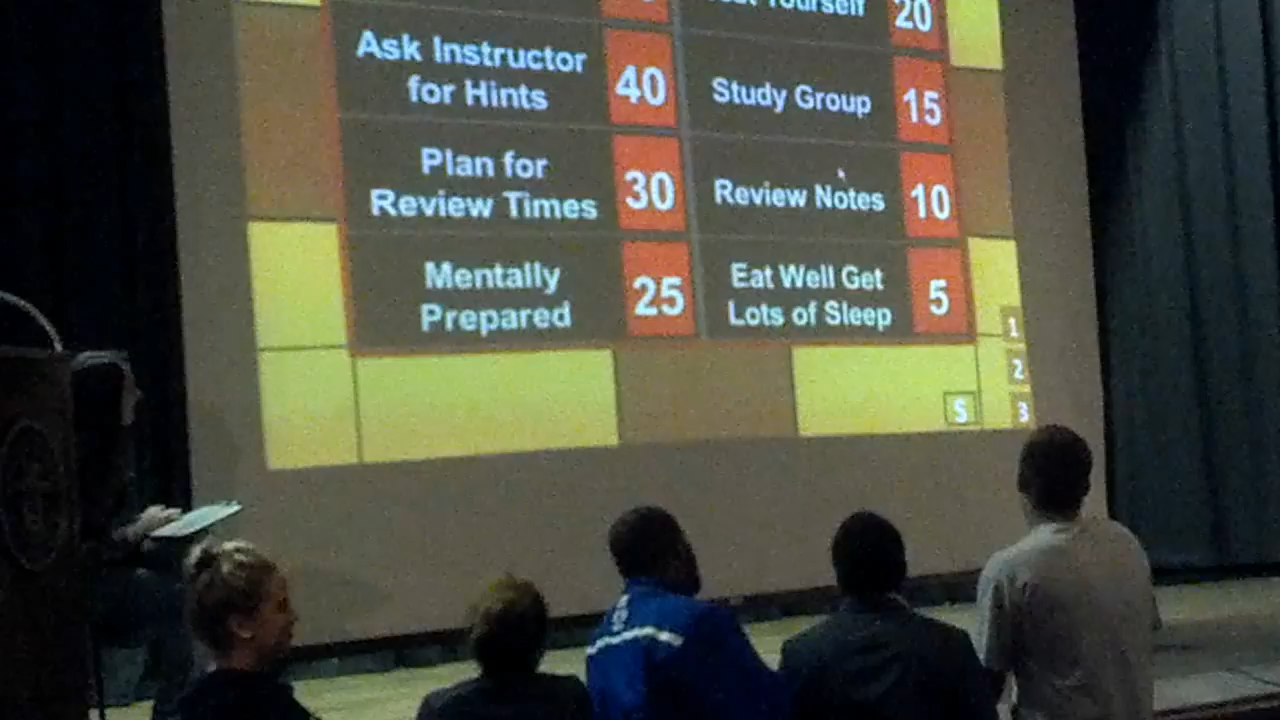 Yourself 20
Ask Instructor
for Hints 40
Study Group 15
Plan for
Review Times 30
Review Notes 10
Mentally
Prepared 25
Eat Well Get
Lots of Sleep 5
1
2
S 3